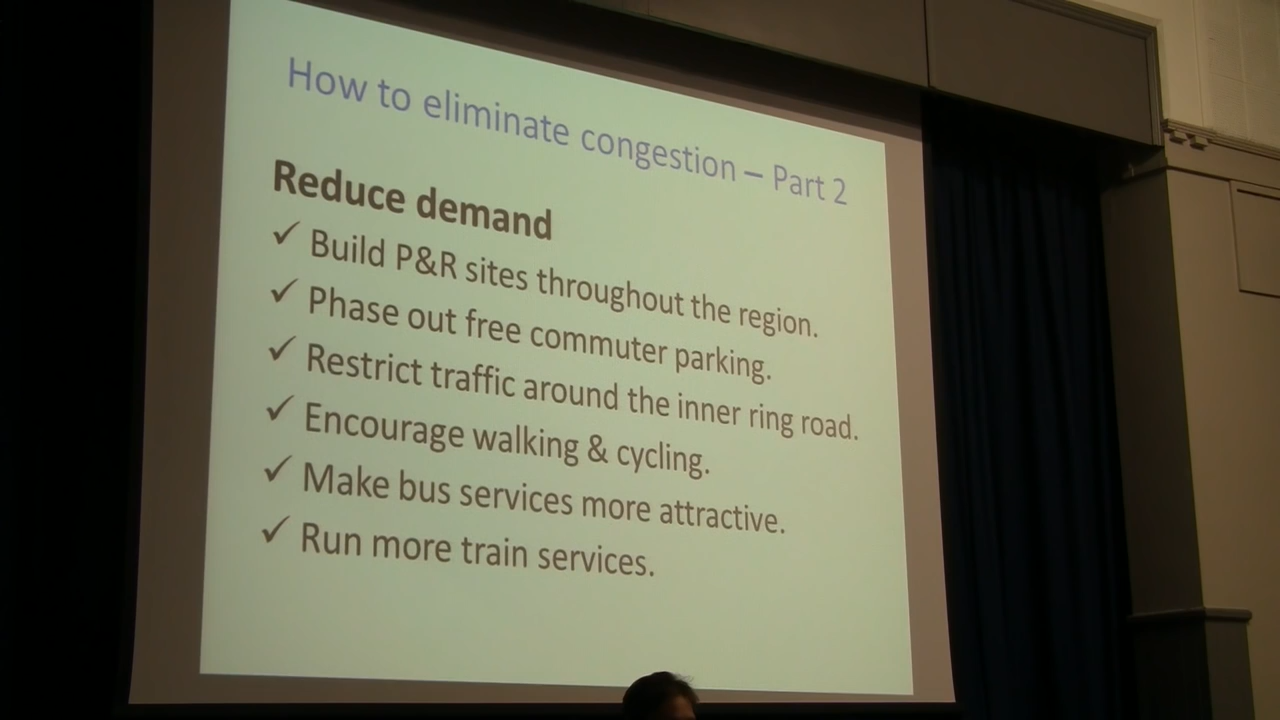 How to eliminate congestion – Part 2
Reduce demand
✓ Build P&R sites throughout the region.
✓ Phase out free commuter parking.
✓ Restrict traffic around the inner ring road.
✓ Encourage walking & cycling.
✓ Make bus services more attractive.
✓ Run more train services.